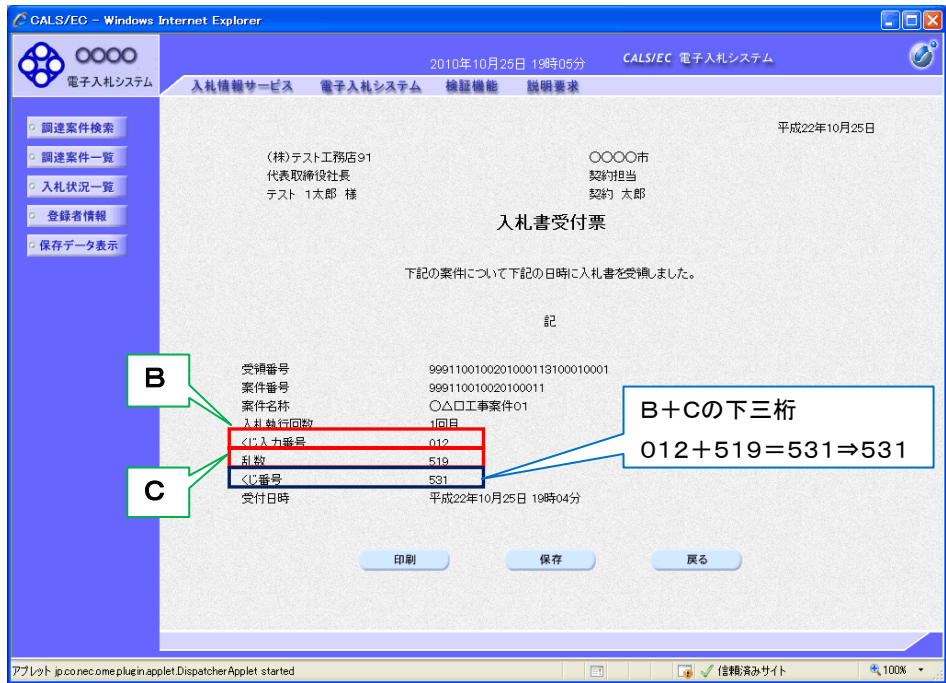 CALS/EC - Windows Internet Explorer
○○○○
電子入札システム
2010年10月25日 19時05分
CALS/EC 電子入札システム
入札情報サービス 電子入札システム 検証機能 説明要求
調達案件検索
調達案件一覧
入札状況一覧
登録者情報
保存データ表示
平成22年10月25日
(株)テスト工務店91
代表取締役社長
テスト 1太郎 様
○○○○市
契約担当
契約 太郎
入札書受付票
下記の案件について下記の日時に入札書を受領しました。
記
受領番号 99911001002010001131000​10001
案件番号 999110010020100011
案件名称 ○△□工事案件01
入札執行回数 1回目
くじ入力番号 012
乱数 519
くじ番号 531
受付日時 平成22年10月25日 19時04分
B
C
B+Cの下三桁
012+519=531⇒531
印刷 保存 戻る
アプレット jp.co.nec.ome.plugin.applet.DispatcherApplet started
信頼済みサイト
100%